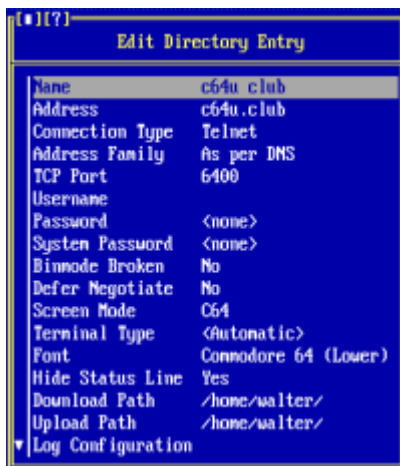 [■][?]
Edit Directory Entry
Name c64u club
Address c64u.club
Connection Type Telnet
Address Family As per DNS
TCP Port 6400
Username
Password <none>
System Password <none>
Binmode Broken No
Defer Negotiate No
Screen Mode C64
Terminal Type <Automatic>
Font Commodore 64 (Lower)
Hide Status Line Yes
Download Path /home/walter/
Upload Path /home/walter/
▼ Log Configuration